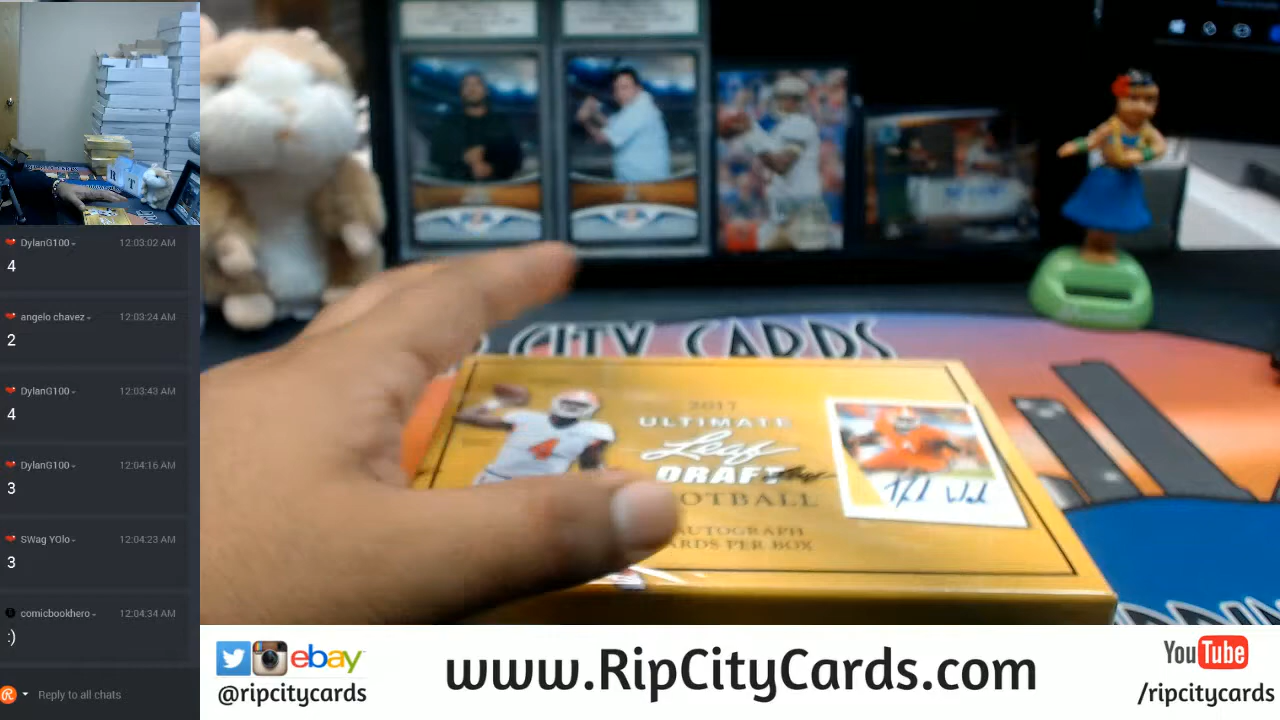 DylanG100
12:03:02 AM
4
angelo chavez
12:03:24 AM
2
DylanG100
12:03:43 AM
4
DylanG100
12:04:16 AM
3
SWag YOlo
12:04:23 AM
3
comicbookhero
12:04:34 AM
:)
Reply to all chats
CITY CARDS
2017
ULTIMATE
Leaf
DRAFT
FOOTBALL
AUTOGRAPH
CARDS PER BOX
4
ebay
@ripcitycards
www.RipCityCards.com
YouTube
/ripcitycards